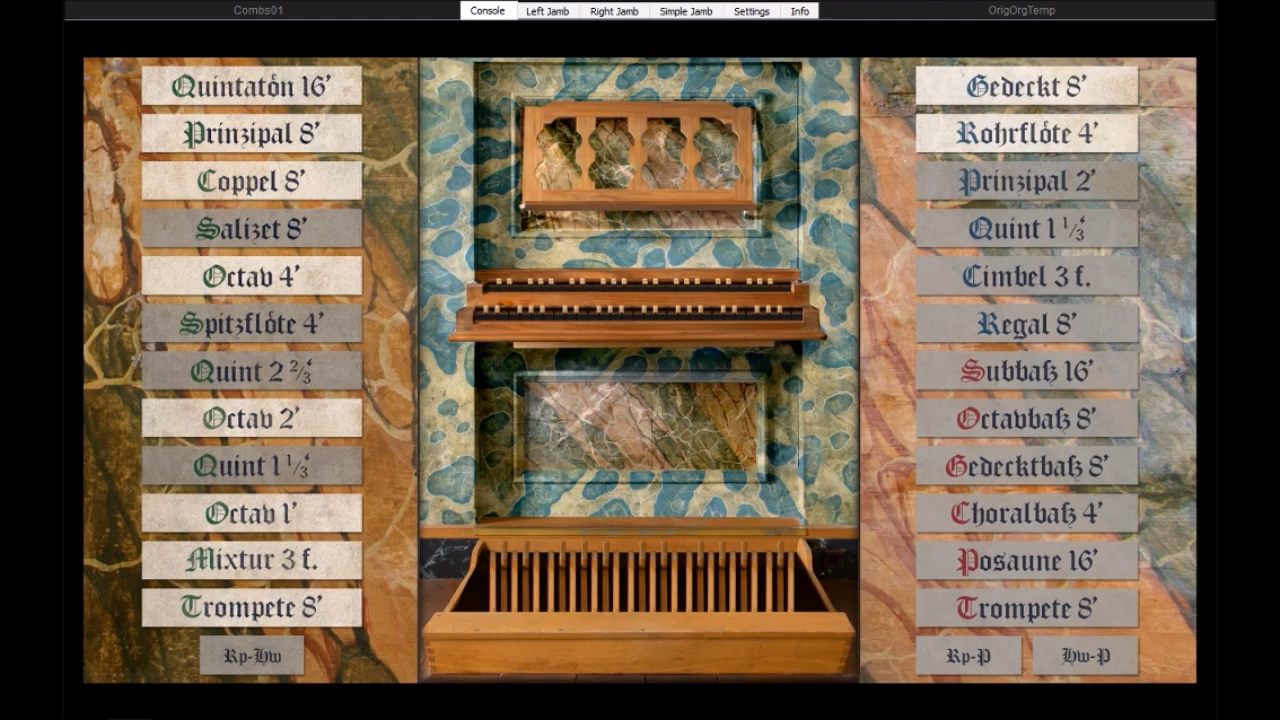 Combs01
Console
Left Jamb
Right Jamb
Simple Jamb
Settings
Info
OrigOrgTemp
Quintatön 16'
Prinzipal 8'
Coppel 8'
Salizet 8'
Octav 4'
Spitzflöte 4'
Quint 2 ⅔'
Octav 2'
Quint 1 ⅓'
Octav 1'
Mixtur 3 f.
Trompete 8'
Rp-Hw
Gedeckt 8'
Rohrflöte 4'
Prinzipal 2'
Quint 1 ⅓
Cimbel 3 f.
Regal 8'
Subbaß 16'
Octavbaß 8'
Gedecktbaß 8'
Choralbaß 4'
Posaune 16'
Trompete 8'
Rp-P
Hw-P